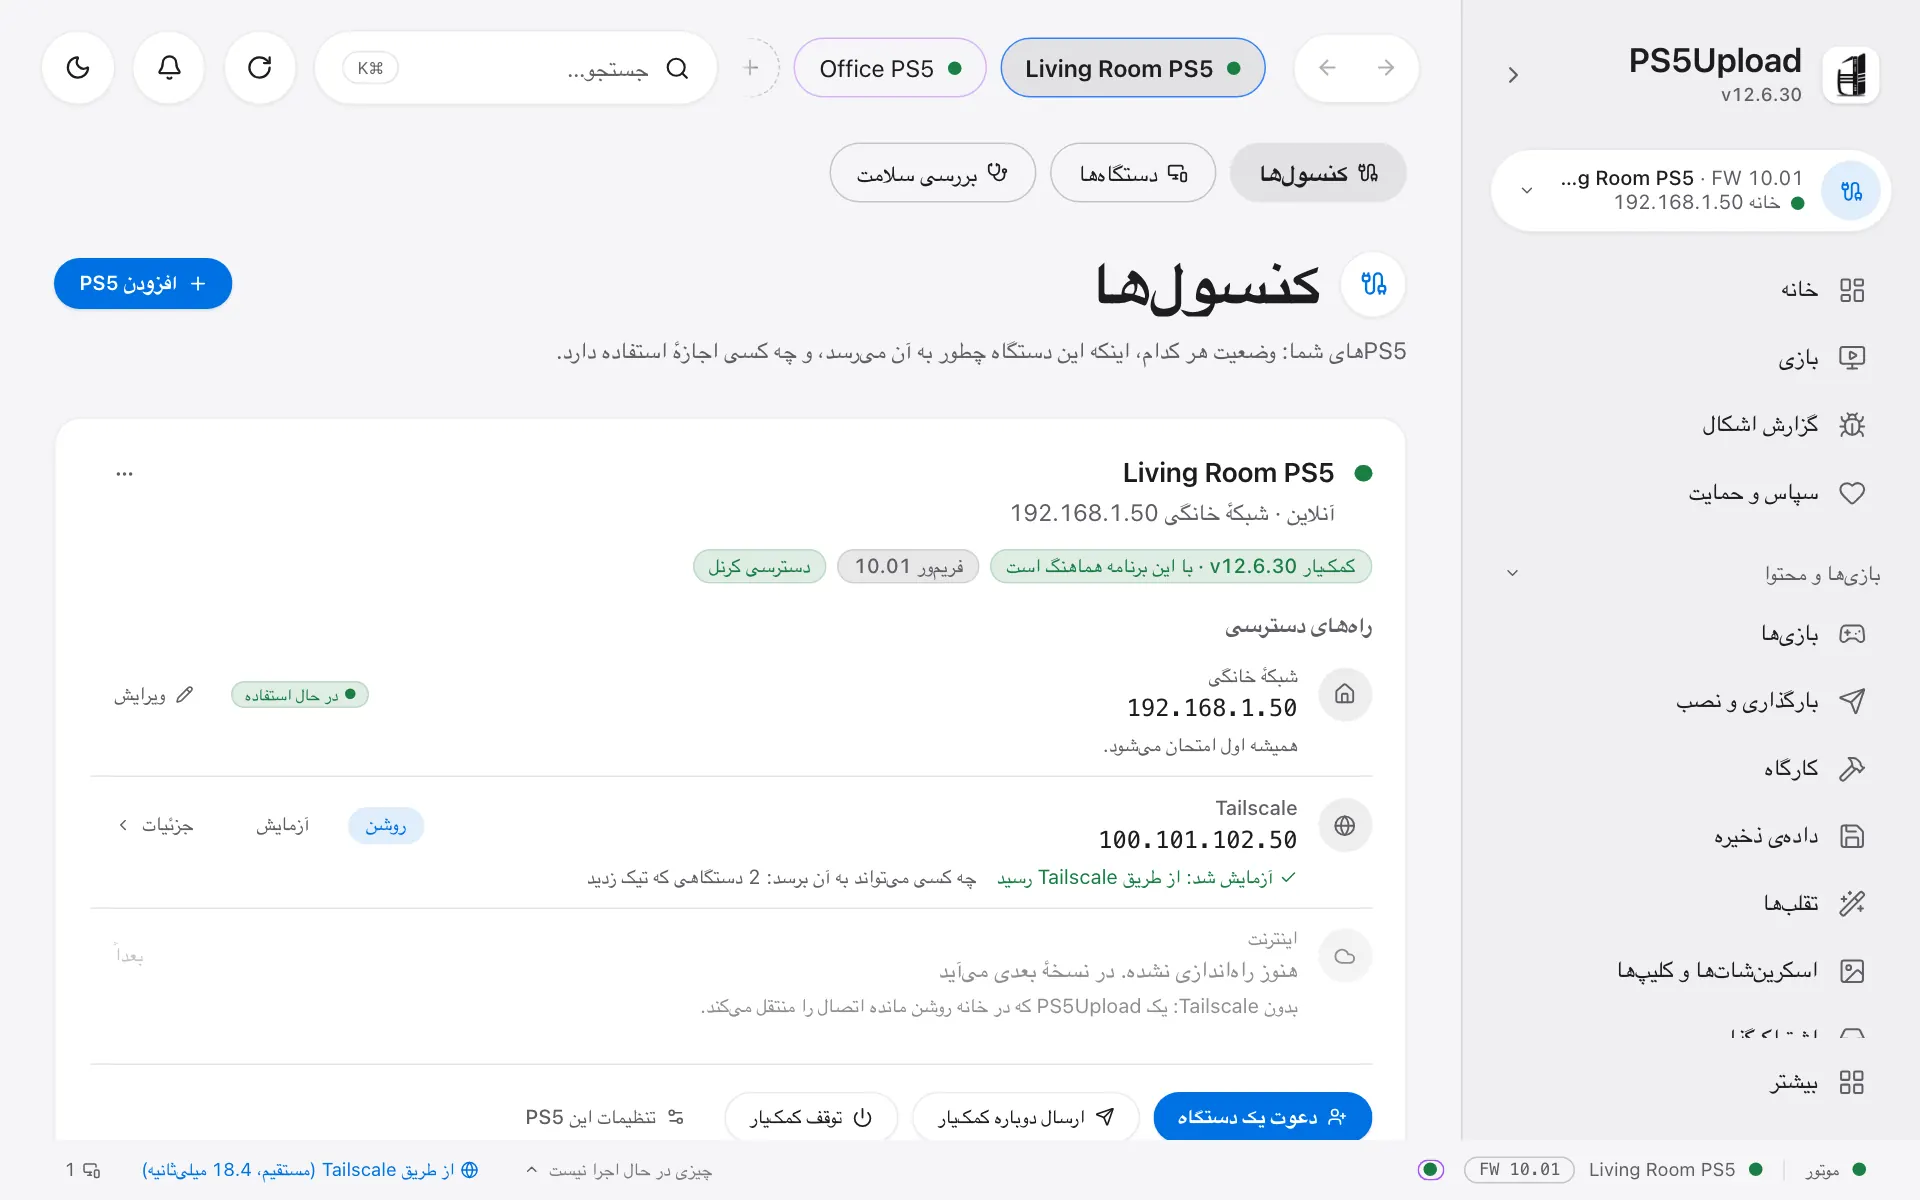 PS5Upload
v12.6.30
...g Room PS5 · FW 10.01
خانه 192.168.1.50
خانه
بازی
گزارش اشکال
سپاس و حمایت
بازی‌ها و محتوا
بازی‌ها
بارگذاری و نصب
کارگاه
داده‌ی ذخیره
تقلب‌ها
اسکرین‌شات‌ها و کلیپ‌ها
بیشتر
Living Room PS5
Office PS5
جستجو...
K⌘
کنسول‌ها
دستگاه‌ها
بررسی سلامت
کنسول‌ها
افزودن PS5
PS5های شما: وضعیت هر کدام، اینکه این دستگاه چطور به آن می‌رسد، و چه کسی اجازهٔ استفاده دارد.
Living Room PS5
...
آنلاین · شبکهٔ خانگی 192.168.1.50
کمک‌یار v12.6.30 · با این برنامه هماهنگ است
فریم‌ور 10.01
دسترسی کرنل
راه‌های دسترسی
شبکهٔ خانگی
192.168.1.50
همیشه اول امتحان می‌شود.
در حال استفاده
ویرایش
Tailscale
100.101.102.50
آزمایش شد: از طریق Tailscale رسید
چه کسی می‌تواند به آن برسد: 2 دستگاهی که تیک زدید
روشن
آزمایش
جزئیات
اینترنت
هنوز راه‌اندازی نشده. در نسخهٔ بعدی می‌آید
بدون Tailscale: یک PS5Upload که در خانه روشن مانده اتصال را منتقل می‌کند.
بعداً
دعوت یک دستگاه
ارسال دوباره کمک‌یار
توقف کمک‌یار
تنظیمات این PS5
موتور
Living Room PS5
FW 10.01
چیزی در حال اجرا نیست
از طریق Tailscale (مستقیم، 18.4 میلی‌ثانیه)
1